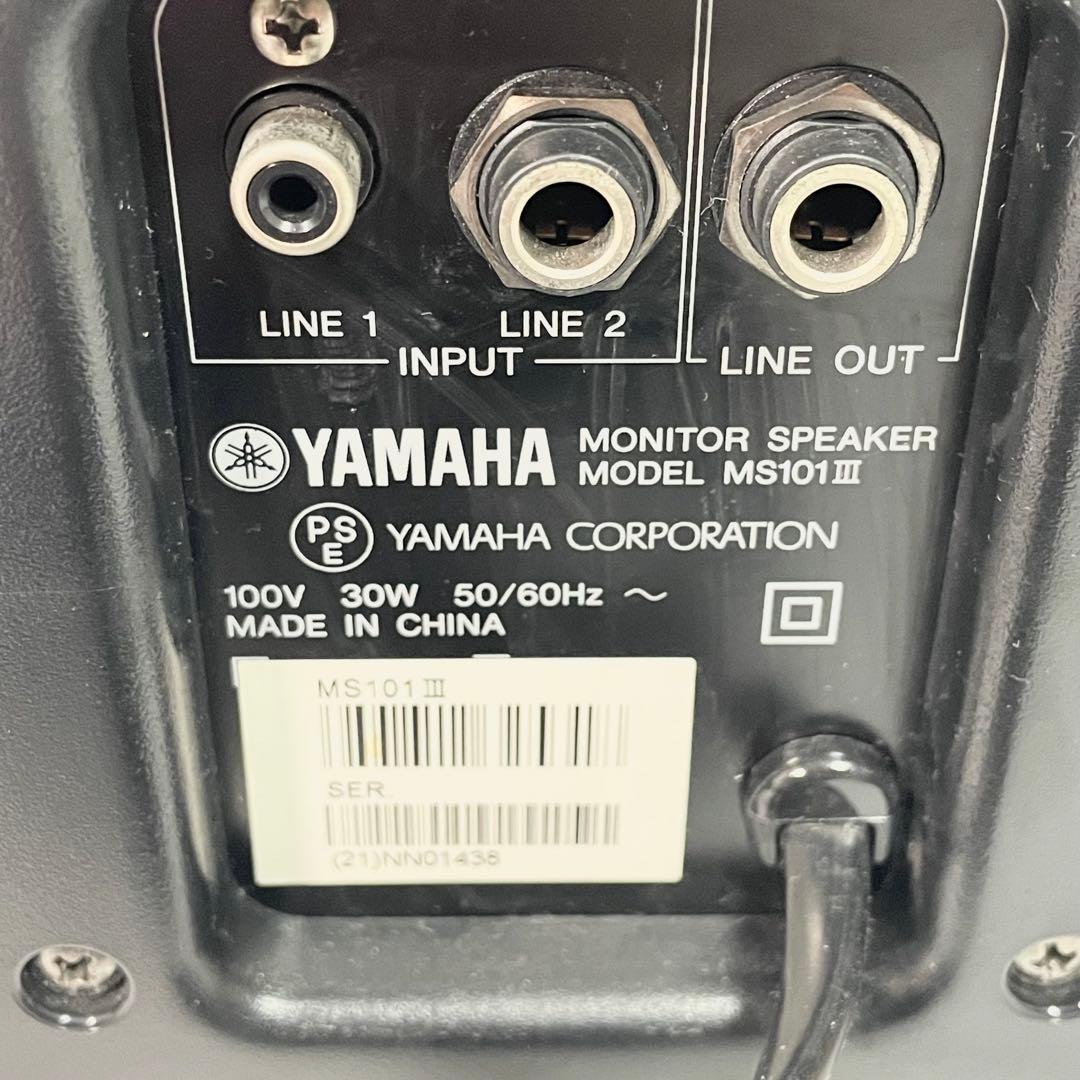 LINE 1 LINE 2
INPUT LINE OUT
YAMAHA MONITOR SPEAKER
MODEL MS101III
PSE YAMAHA CORPORATION
100V 30W 50/60Hz ～
MADE IN CHINA
MS101III
SER.
(21)NN01438